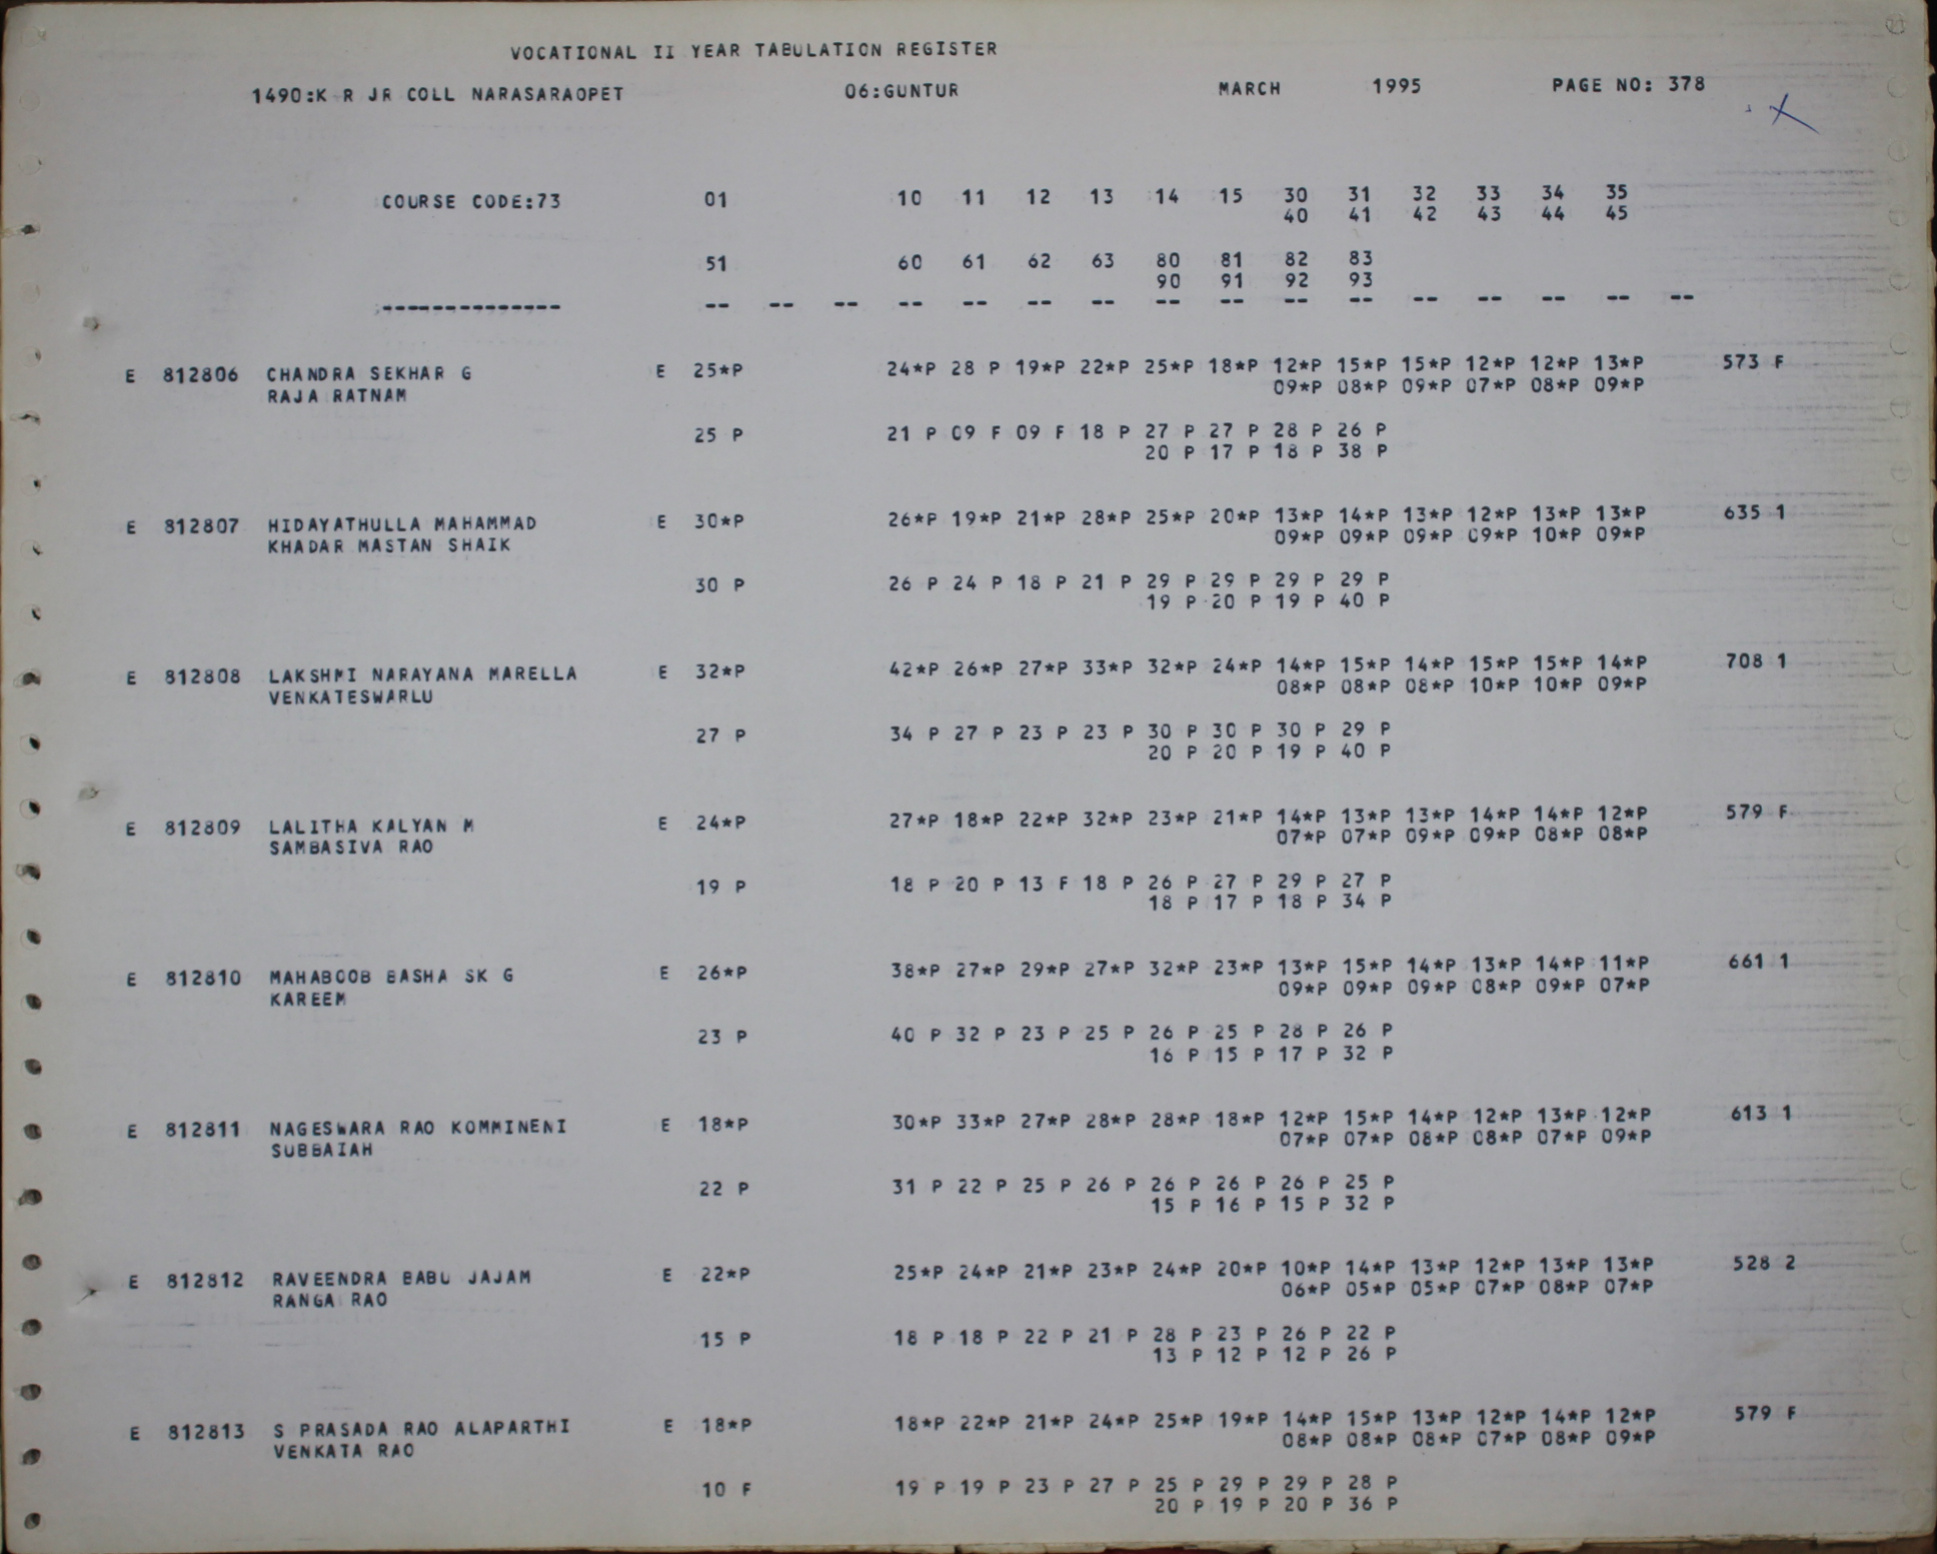 VOCATIONAL II YEAR TABULATION REGISTER
1490:K R JR COLL NARASARAOPET 06:GUNTUR MARCH 1995 PAGE NO: 378
COURSE CODE:73 01 10 11 12 13 14 15 30 31 32 33 34 35
40 41 42 43 44 45
51 60 61 62 63 80 81 82 83
90 91 92 93
-------------- -- -- -- -- -- -- -- -- -- -- -- -- -- -- -- --
E 812806 CHANDRA SEKHAR G E 25*P 24*P 28 P 19*P 22*P 25*P 18*P 12*P 15*P 15*P 12*P 12*P 13*P 573 F
RAJA RATNAM 09*P 08*P 09*P 07*P 08*P 09*P
25 P 21 P 09 F 09 F 18 P 27 P 27 P 28 P 26 P
20 P 17 P 18 P 38 P
E 812807 HIDAYATHULLA MAHAMMAD E 30*P 26*P 19*P 21*P 28*P 25*P 20*P 13*P 14*P 13*P 12*P 13*P 13*P 635 1
KHADAR MASTAN SHAIK 09*P 09*P 09*P 09*P 10*P 09*P
30 P 26 P 24 P 18 P 21 P 29 P 29 P 29 P 29 P
19 P 20 P 19 P 40 P
E 812808 LAKSHMI NARAYANA MARELLA E 32*P 42*P 26*P 27*P 33*P 32*P 24*P 14*P 15*P 14*P 15*P 15*P 14*P 708 1
VENKATESWARLU 08*P 08*P 08*P 10*P 10*P 09*P
27 P 34 P 27 P 23 P 23 P 30 P 30 P 30 P 29 P
20 P 20 P 19 P 40 P
E 812809 LALITHA KALYAN M E 24*P 27*P 18*P 22*P 32*P 23*P 21*P 14*P 13*P 13*P 14*P 14*P 12*P 579 F
SAMBASIVA RAO 07*P 07*P 09*P 09*P 08*P 08*P
19 P 18 P 20 P 13 F 18 P 26 P 27 P 29 P 27 P
18 P 17 P 18 P 34 P
E 812810 MAHABOOB BASHA SK G E 26*P 38*P 27*P 29*P 27*P 32*P 23*P 13*P 15*P 14*P 13*P 14*P 11*P 661 1
KAREEM 09*P 09*P 09*P 08*P 09*P 07*P
23 P 40 P 32 P 23 P 25 P 26 P 25 P 28 P 26 P
16 P 15 P 17 P 32 P
E 812811 NAGESWARA RAO KOMMINENI E 18*P 30*P 33*P 27*P 28*P 28*P 18*P 12*P 15*P 14*P 12*P 13*P 12*P 613 1
SUBBAIAH 07*P 07*P 08*P 08*P 07*P 09*P
22 P 31 P 22 P 25 P 26 P 26 P 26 P 26 P 25 P
15 P 16 P 15 P 32 P
E 812812 RAVEENDRA BABU JAJAM E 22*P 25*P 24*P 21*P 23*P 24*P 20*P 10*P 14*P 13*P 12*P 13*P 13*P 528 2
RANGA RAO 06*P 05*P 05*P 07*P 08*P 07*P
15 P 18 P 18 P 22 P 21 P 28 P 23 P 26 P 22 P
13 P 12 P 12 P 26 P
E 812813 S PRASADA RAO ALAPARTHI E 18*P 18*P 22*P 21*P 24*P 25*P 19*P 14*P 15*P 13*P 12*P 14*P 12*P 579 F
VENKATA RAO 08*P 08*P 08*P 07*P 08*P 09*P
10 F 19 P 19 P 23 P 27 P 25 P 29 P 29 P 28 P
20 P 19 P 20 P 36 P